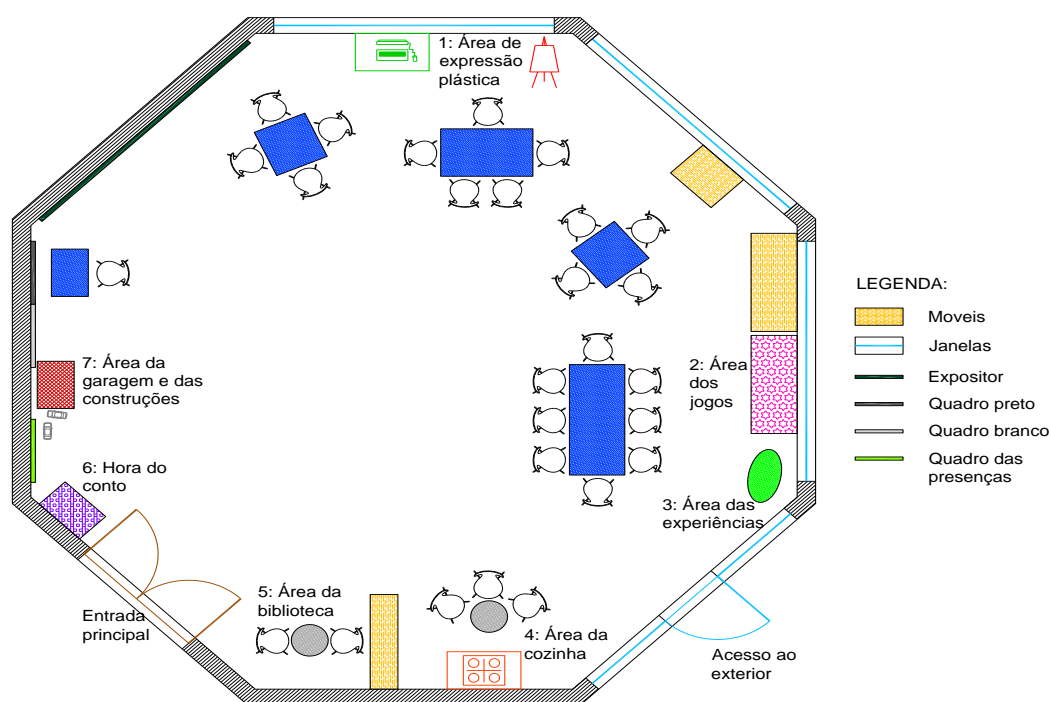 1: Área de
expressão
plástica
2: Área
dos
jogos
3: Área das
experiências
4: Área da
cozinha
5: Área da
biblioteca
6: Hora do
conto
7: Área da
garagem e das
construções
Entrada
principal
Acesso ao
exterior
LEGENDA:
Moveis
Janelas
Expositor
Quadro preto
Quadro branco
Quadro das
presenças